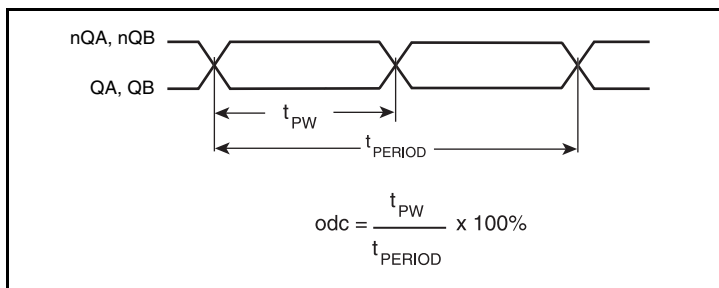 nQA, nQB
QA, QB
tPW
tPERIOD
odc = tPW / tPERIOD x 100%